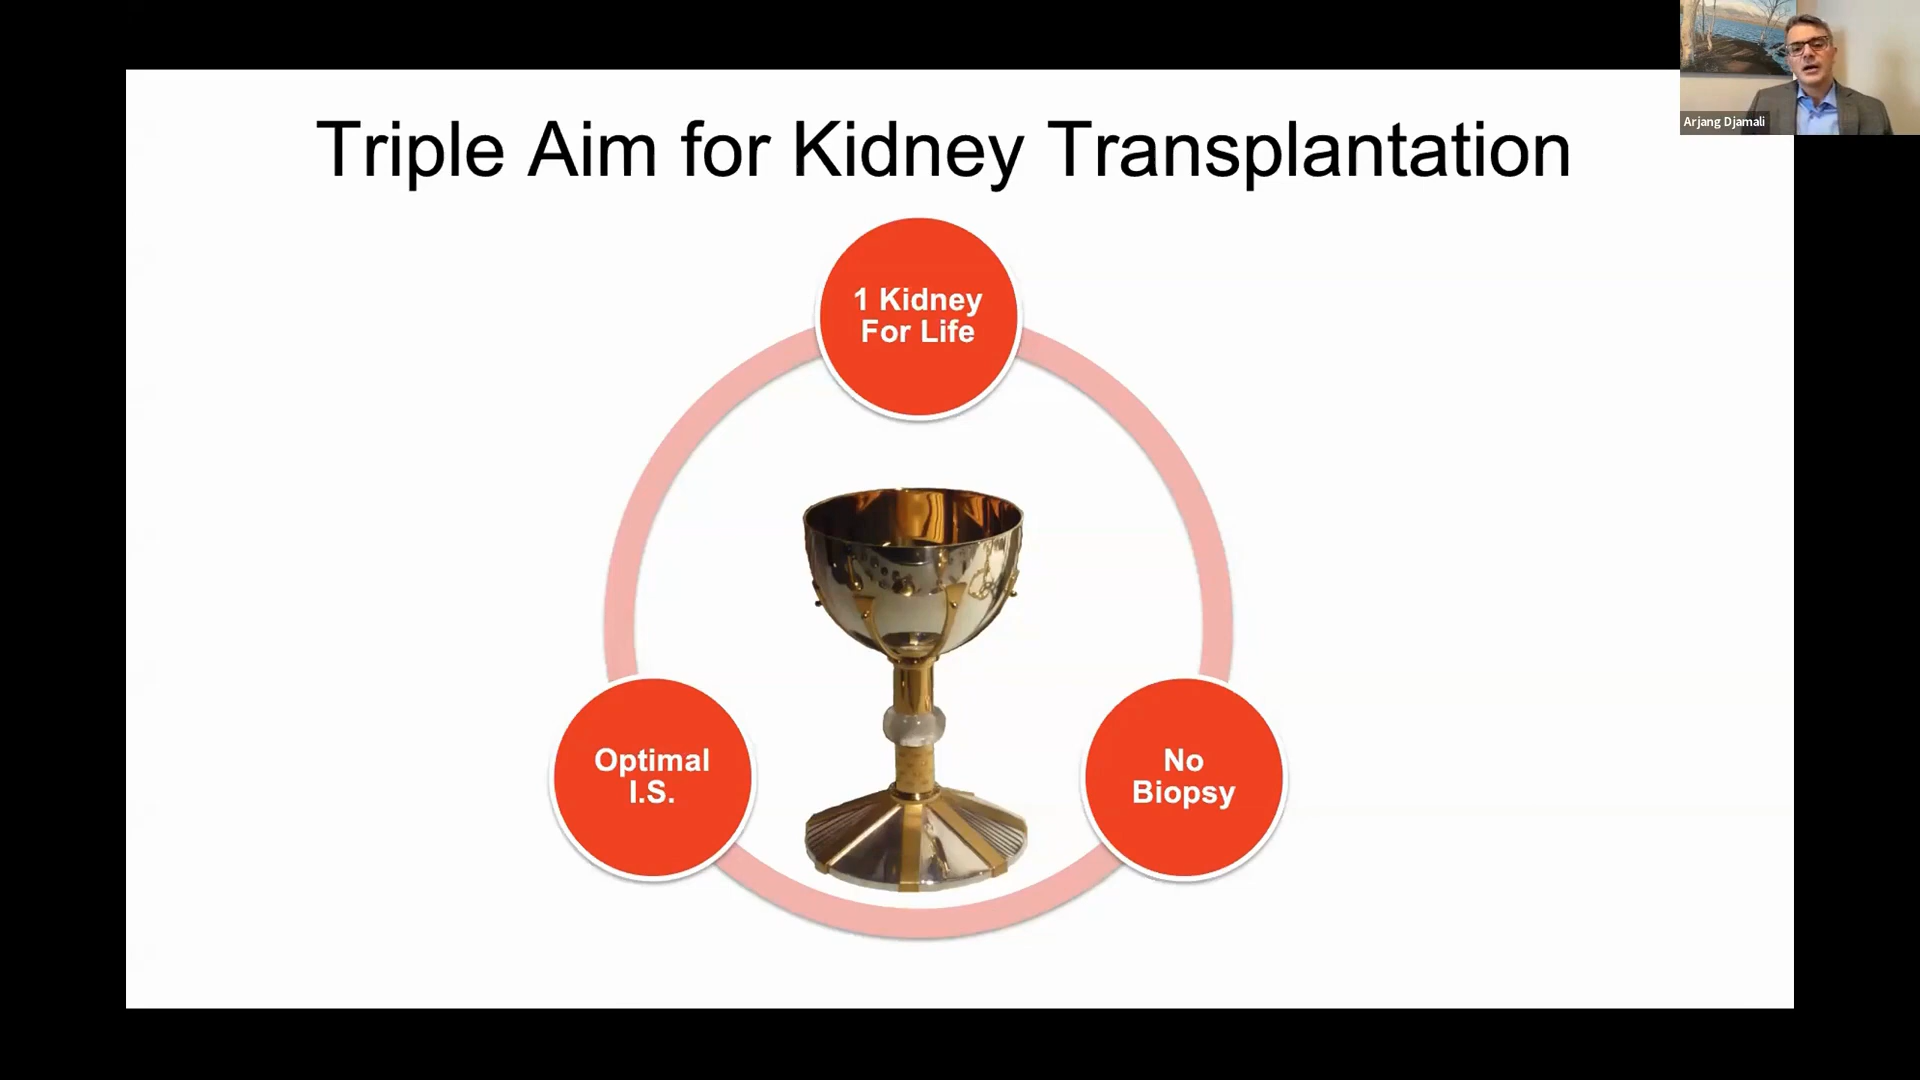 Triple Aim for Kidney Transplantation
Arjang Djamali
1 Kidney
For Life
Optimal
I.S.
No
Biopsy